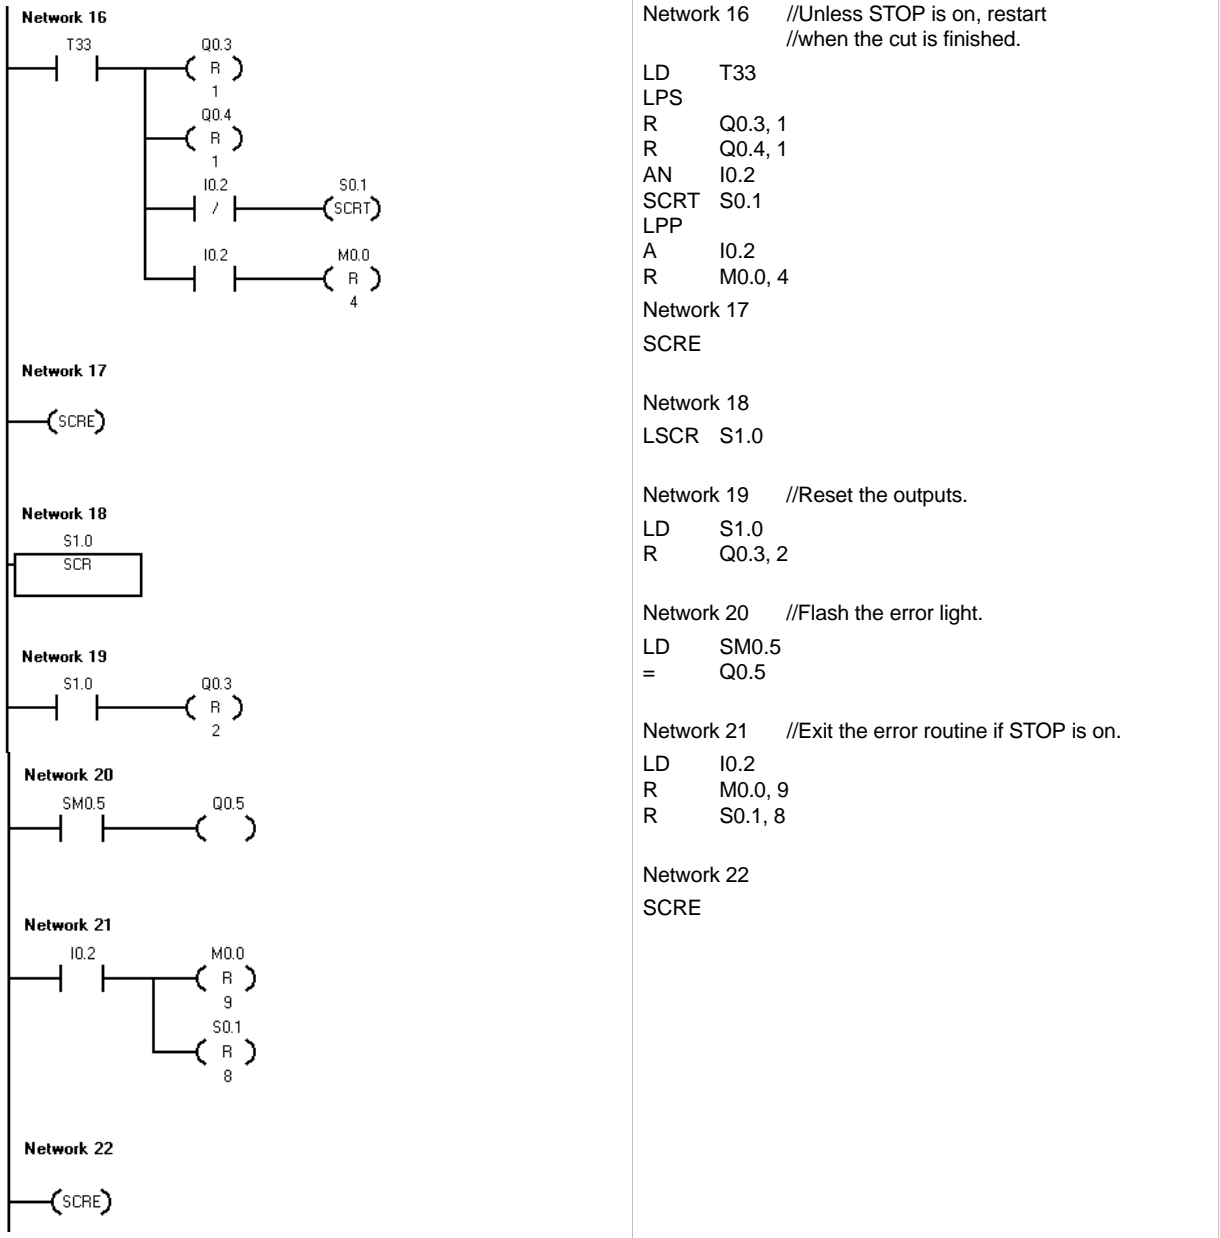 Network 16
T33
Q0.3
R
1
Q0.4
R
1
I0.2
/
S0.1
SCRT
I0.2
M0.0
R
4
Network 17
SCRE
Network 18
S1.0
SCR
Network 19
S1.0
Q0.3
R
2
Network 20
SM0.5
Q0.5
Network 21
I0.2
M0.0
R
9
S0.1
R
8
Network 22
SCRE
Network 16 //Unless STOP is on, restart
//when the cut is finished.
LD T33
LPS
R Q0.3, 1
R Q0.4, 1
AN I0.2
SCRT S0.1
LPP
A I0.2
R M0.0, 4
Network 17
SCRE
Network 18
LSCR S1.0
Network 19 //Reset the outputs.
LD S1.0
R Q0.3, 2
Network 20 //Flash the error light.
LD SM0.5
= Q0.5
Network 21 //Exit the error routine if STOP is on.
LD I0.2
R M0.0, 9
R S0.1, 8
Network 22
SCRE